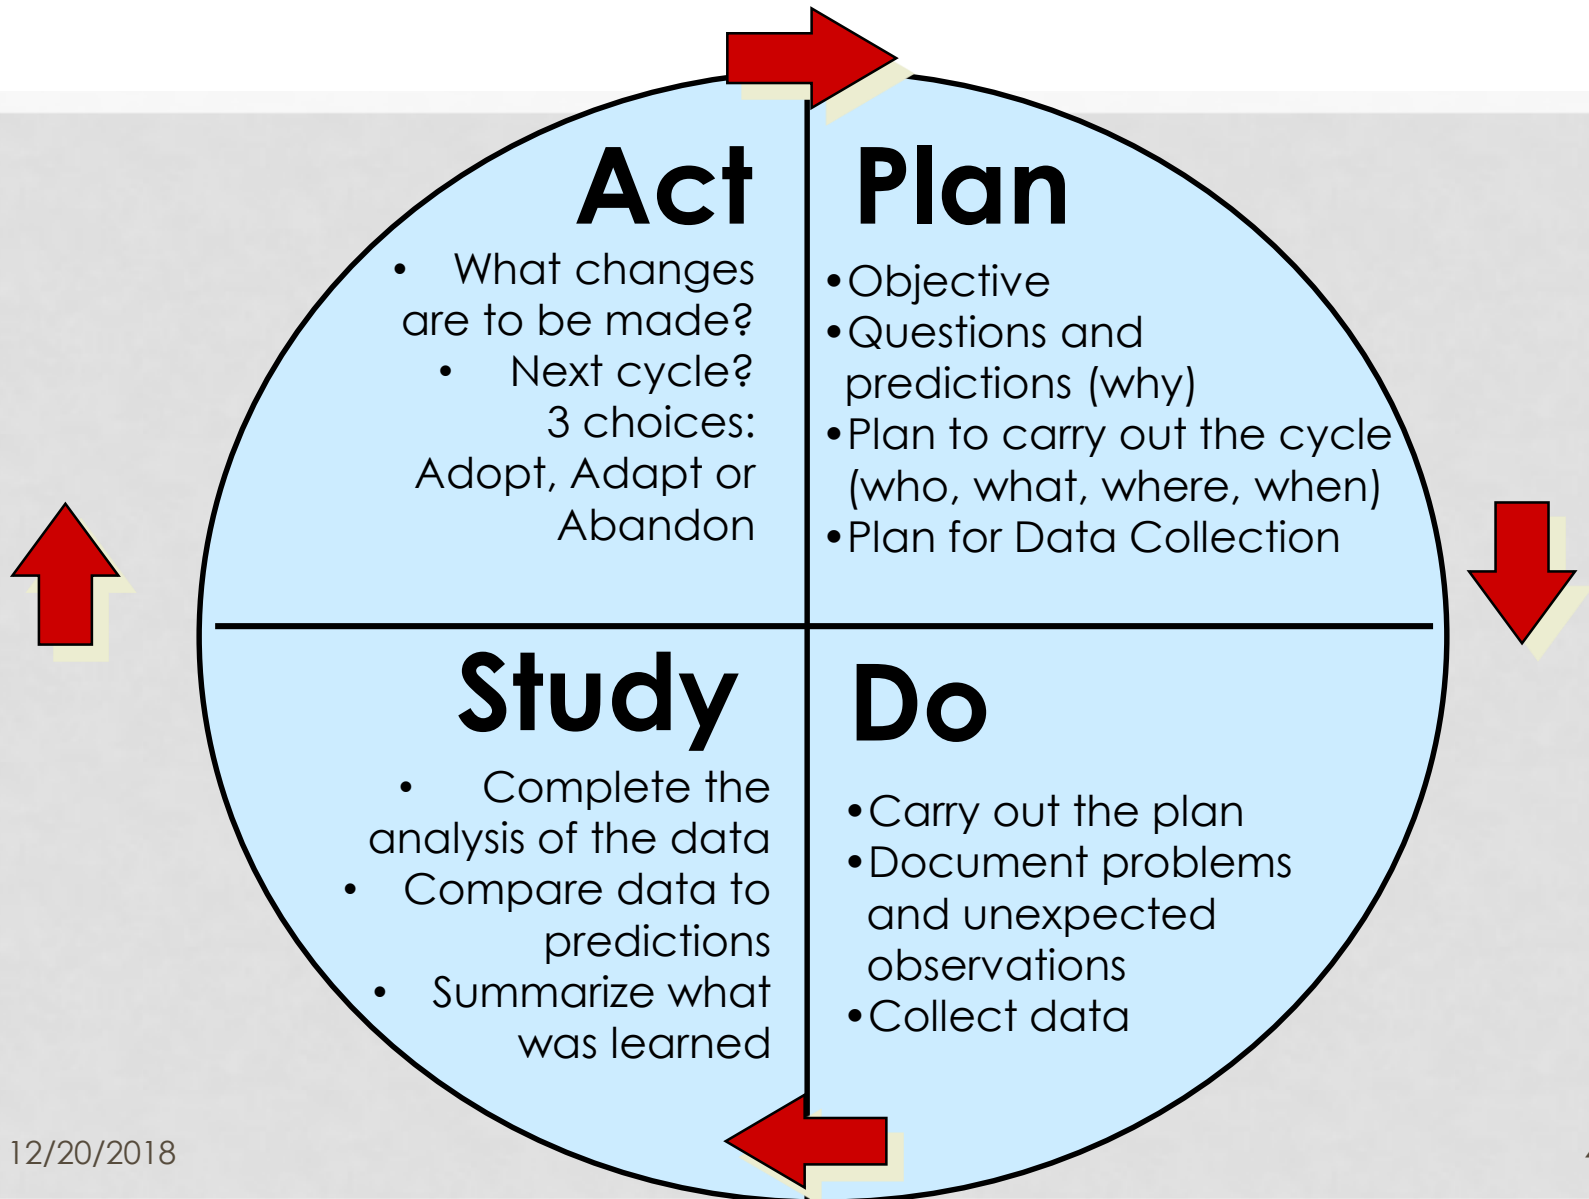 Act
• What changes
are to be made?
• Next cycle?
3 choices:
Adopt, Adapt or
Abandon
Plan
•Objective
•Questions and
predictions (why)
•Plan to carry out the cycle
(who, what, where, when)
•Plan for Data Collection
Study
• Complete the
analysis of the data
• Compare data to
predictions
• Summarize what
was learned
Do
•Carry out the plan
•Document problems
and unexpected
observations
•Collect data
12/20/2018